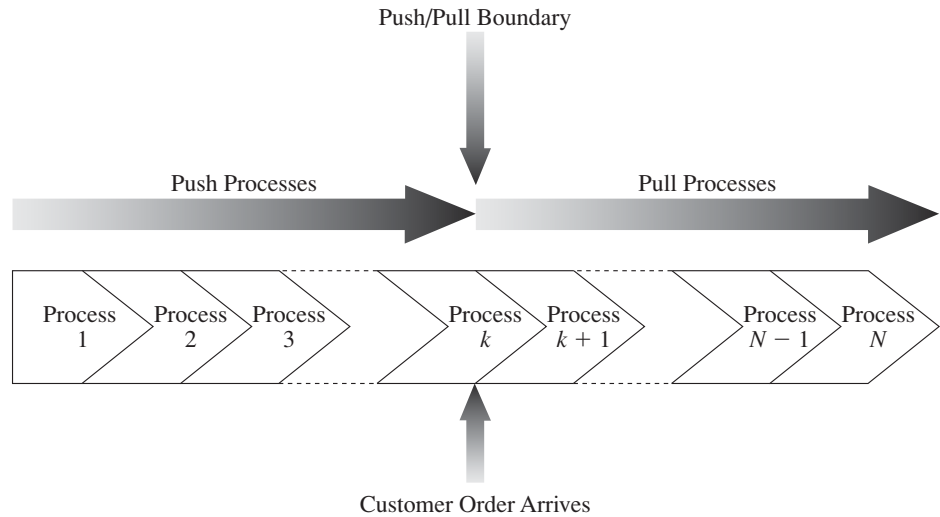 Push/Pull Boundary
Push Processes
Pull Processes
Process
1
Process
2
Process
3
Process
k
Process
k + 1
Process
N − 1
Process
N
Customer Order Arrives